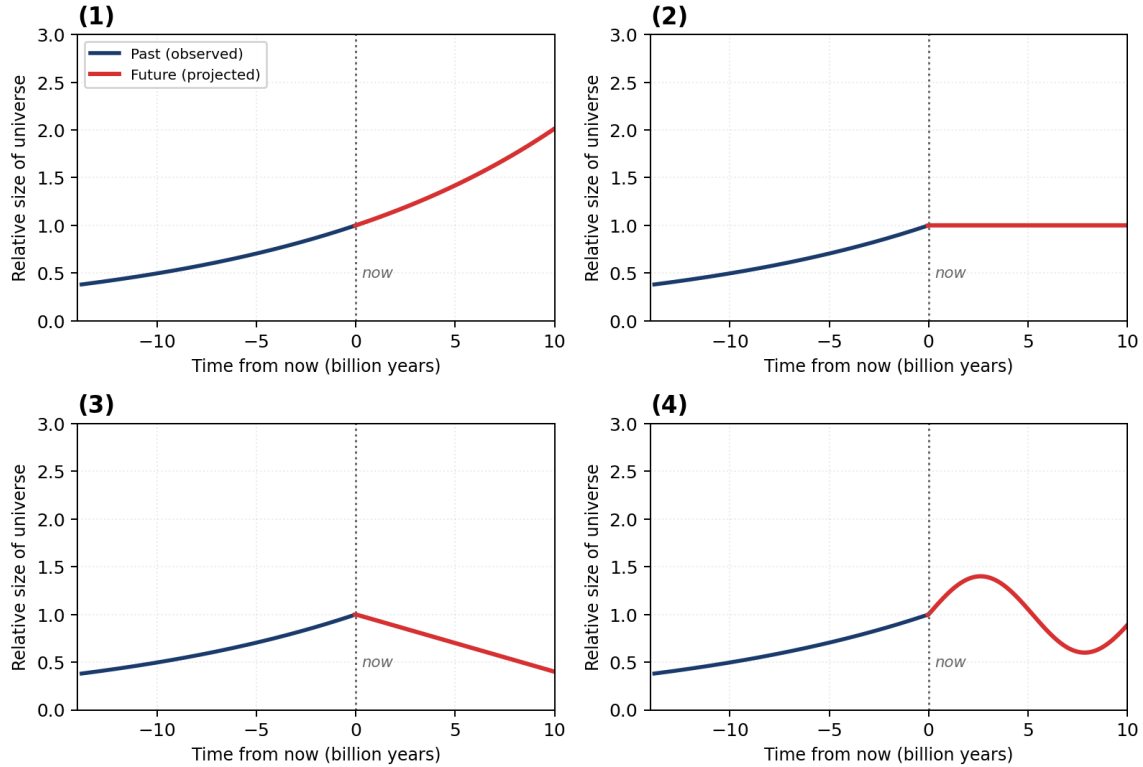 (1)
3.0
2.5
2.0
1.5
1.0
0.5
0.0
Relative size of universe
Past (observed)
Future (projected)
now
−10 −5 0 5 10
Time from now (billion years)
(2)
3.0
2.5
2.0
1.5
1.0
0.5
0.0
Relative size of universe
now
−10 −5 0 5 10
Time from now (billion years)
(3)
3.0
2.5
2.0
1.5
1.0
0.5
0.0
Relative size of universe
now
−10 −5 0 5 10
Time from now (billion years)
(4)
3.0
2.5
2.0
1.5
1.0
0.5
0.0
Relative size of universe
now
−10 −5 0 5 10
Time from now (billion years)